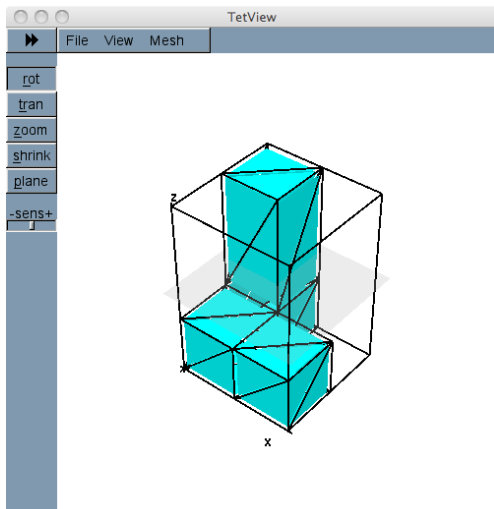 TetView
File View Mesh
rot
tran
zoom
shrink
plane
-sens+
z
x